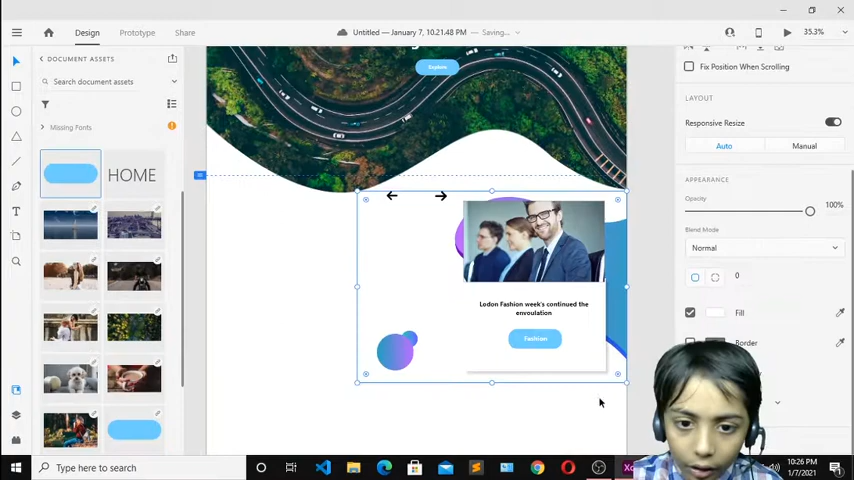 Design
Prototype
Share
Untitled — January 7, 10.21.48 PM
Saving...
35.3%
DOCUMENT ASSETS
Search document assets
Missing Fonts
HOME
Explore
Lodon Fashion week's continued the
envoulation
Fashion
Fix Position When Scrolling
LAYOUT
Responsive Resize
Auto
Manual
APPEARANCE
Opacity
100%
Blend Mode
Normal
0
Fill
Border
Type here to search
10:26 PM
1/7/2021